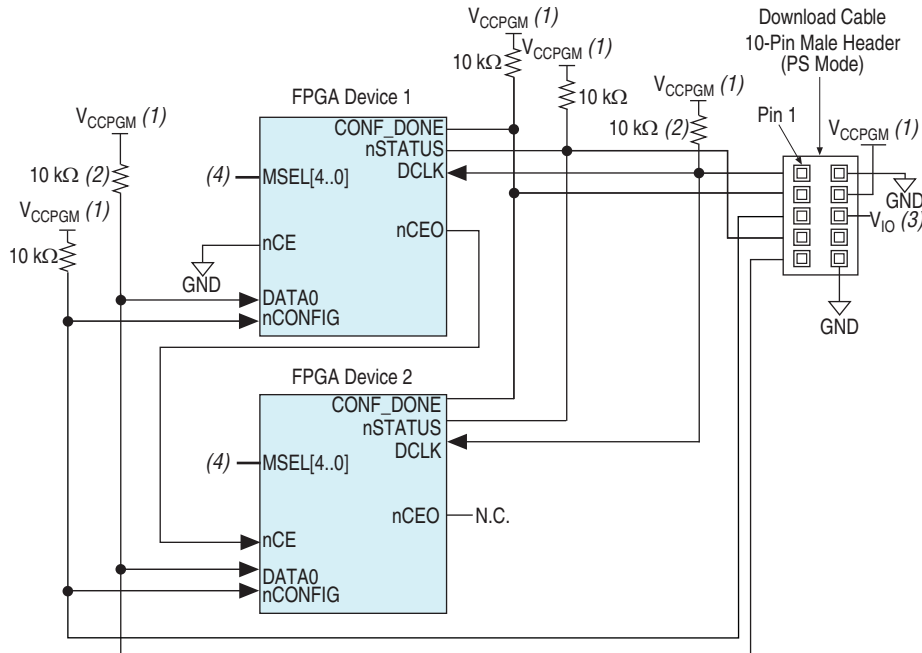 V_CCPGM (1)
10 kΩ
V_CCPGM (1)
10 kΩ
V_CCPGM (1)
10 kΩ (2)
Download Cable
10-Pin Male Header
(PS Mode)
Pin 1
V_CCPGM (1)
GND
V_IO (3)
GND
V_CCPGM (1)
10 kΩ (2)
V_CCPGM (1)
10 kΩ
FPGA Device 1
CONF_DONE
nSTATUS
(4)
MSEL[4..0]
DCLK
nCEO
nCE
GND
DATA0
nCONFIG
FPGA Device 2
CONF_DONE
nSTATUS
DCLK
(4)
MSEL[4..0]
nCEO
N.C.
nCE
DATA0
nCONFIG